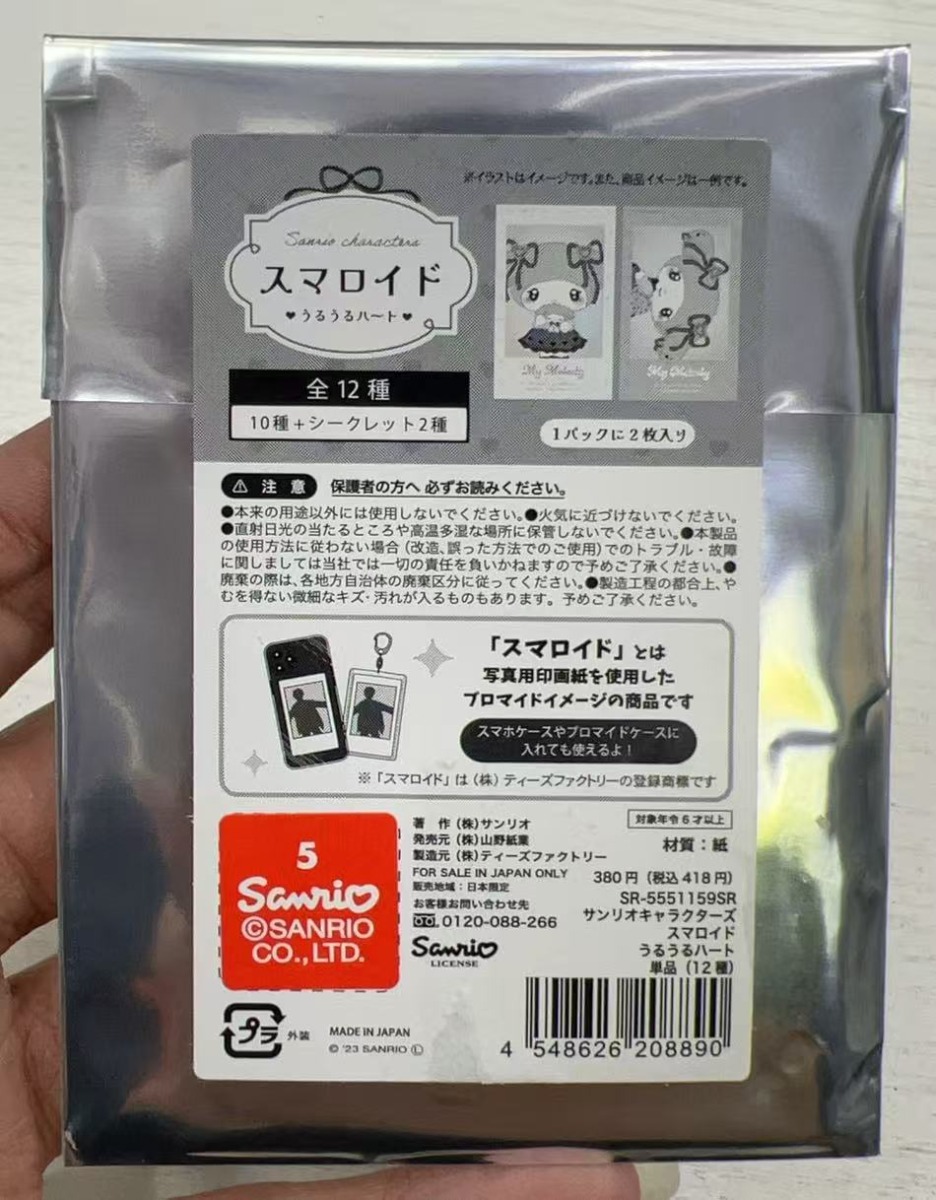 ※イラストはイメージです。また、商品イメージは一例です。
Sanrio characters
スマロイド
♥うるうるハート♥
全12種
10種+シークレット2種
My Melody
My Melody
1パックに2枚入り
⚠ 注意 保護者の方へ 必ずお読みください。
●本来の用途以外には使用しないでください。●火気に近づけないでください。
●直射日光の当たるところや高温多湿な場所に保管しないでください。●本製品
の使用方法に従わない場合(改造、誤った方法でのご使用)でのトラブル・故障
に関しましては当社では一切の責任を負いかねますので予めご了承ください。●
廃棄の際は、各地方自治体の廃棄区分に従ってください。●製造工程の都合上、や
むを得ない微細なキズ・汚れが入るものもあります。予めご了承ください。
「スマロイド」とは
写真用印画紙を使用した
ブロマイドイメージの商品です
スマホケースやブロマイドケースに
入れても使えるよ!
※「スマロイド」は(株)ティーズファクトリーの登録商標です
5
Sanrio
©SANRIO
CO.,LTD.
著 作 (株)サンリオ
発売元 (株)山野紙業
製造元 (株)ティーズファクトリー
FOR SALE IN JAPAN ONLY
販売地域:日本限定
お客様お問い合わせ先
0120-088-266
Sanrio
LICENSE
対象年令6才以上
材質:紙
380円(税込418円)
SR-5551159SR
サンリオキャラクターズ
スマロイド
うるうるハート
単品(12種)
プラ 外装
MADE IN JAPAN
© '23 SANRIO Ⓛ
4 548626 208890